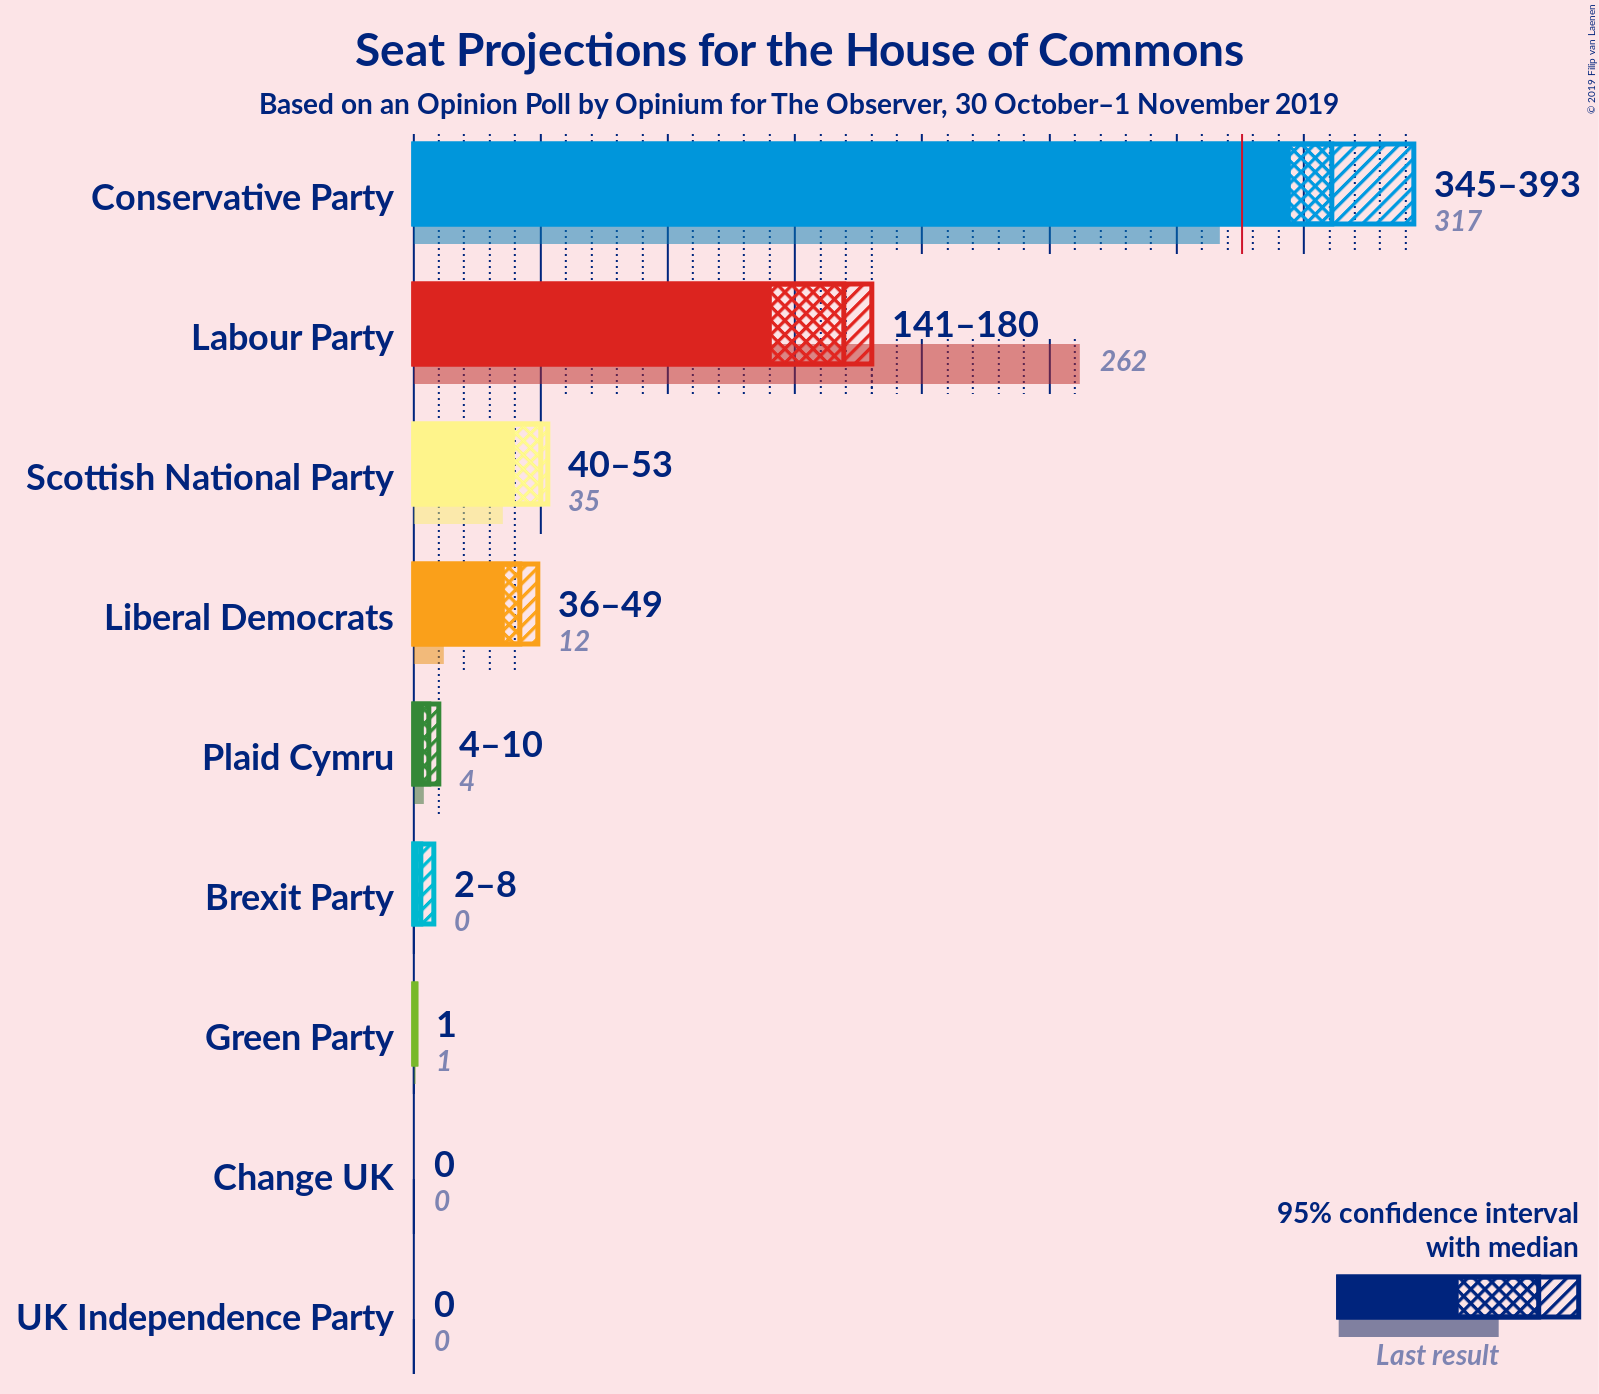 Seat Projections for the House of Commons
Based on an Opinion Poll by Opinium for The Observer, 30 October–1 November 2019
© 2019 Filip van Laenen
Conservative Party
345–393
317
Labour Party
141–180
262
Scottish National Party
40–53
35
Liberal Democrats
36–49
12
Plaid Cymru
4–10
4
Brexit Party
2–8
0
Green Party
1
1
Change UK
0
0
UK Independence Party
0
0
95% confidence interval
with median
Last result